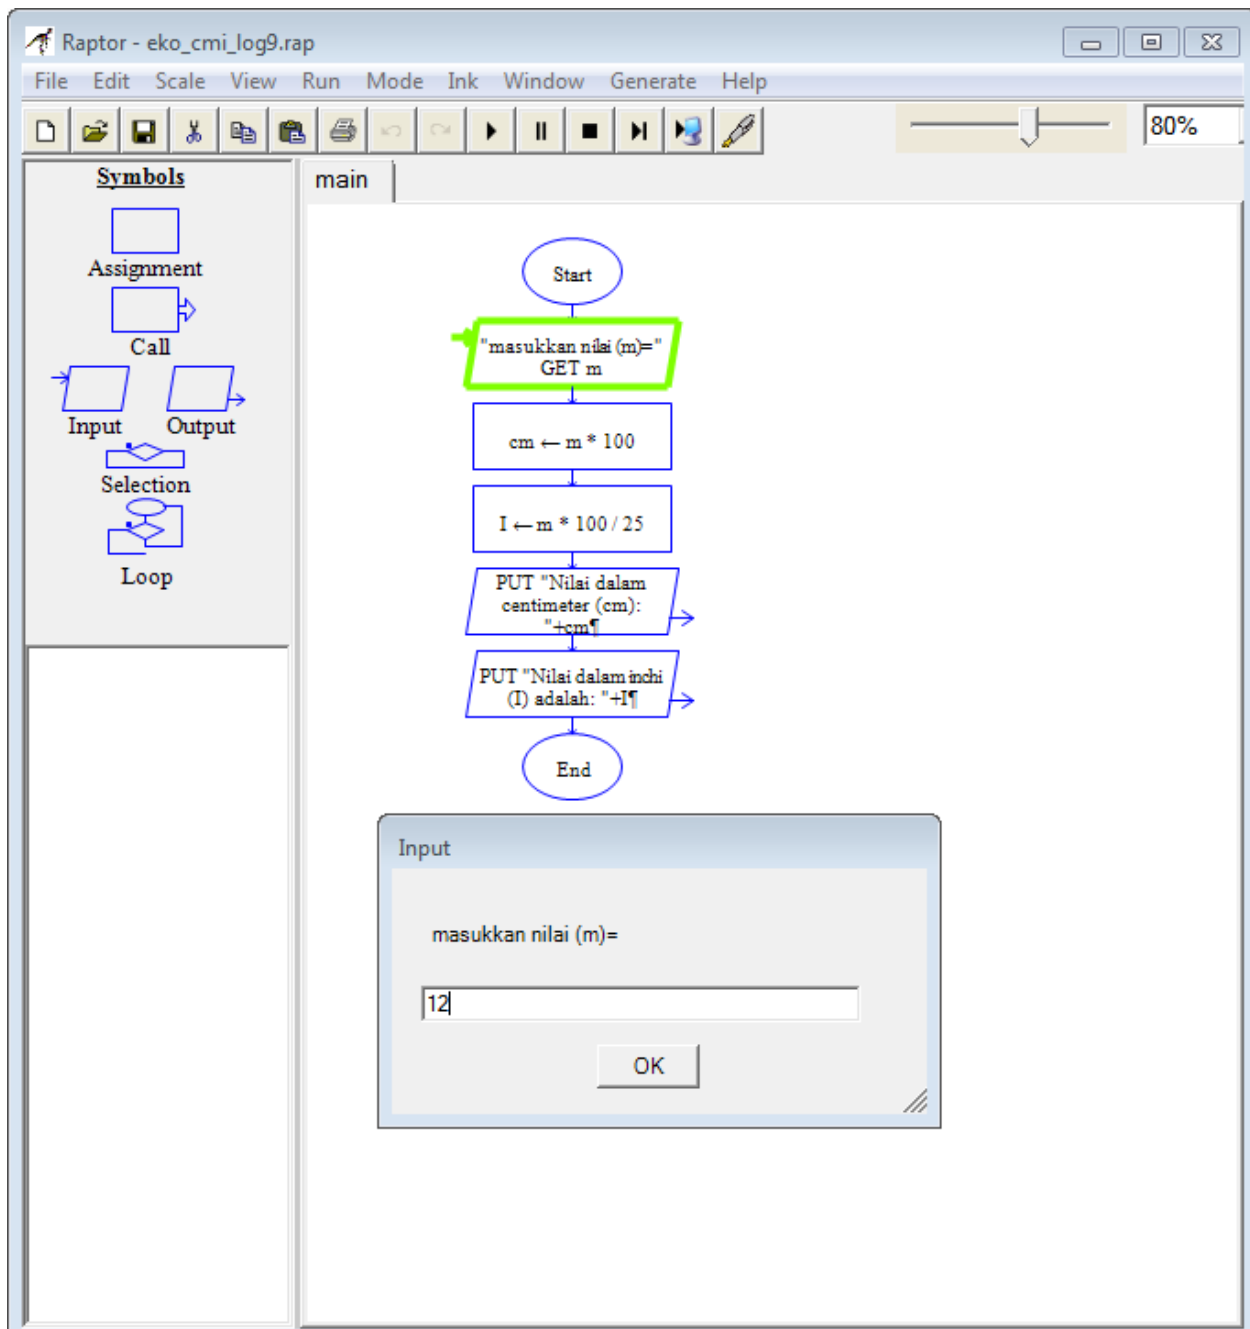 Raptor - eko_cmi_log9.rap
File Edit Scale View Run Mode Ink Window Generate Help
80%
Symbols
Assignment
Call
Input Output
Selection
Loop
main
Start
"masukkan nilai (m)="
GET m
cm ← m * 100
I ← m * 100 / 25
PUT "Nilai dalam
centimeter (cm):
"+cm¶
PUT "Nilai dalam inchi
(I) adalah: "+I¶
End
Input
masukkan nilai (m)=
12
OK